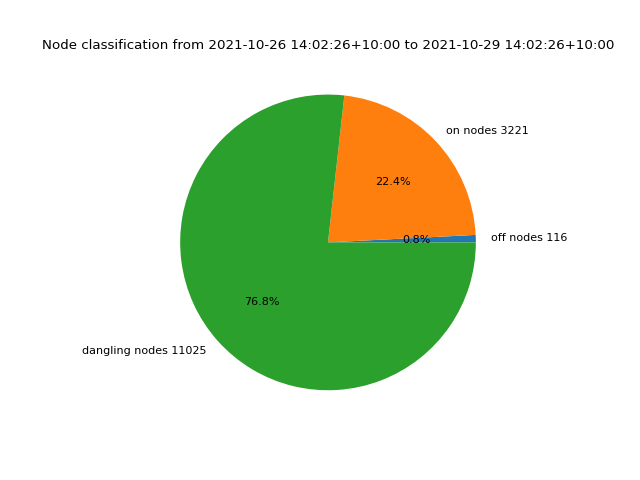 Node classification from 2021-10-26 14:02:26+10:00 to 2021-10-29 14:02:26+10:00
on nodes 3221
22.4%
off nodes 116
0.8%
76.8%
dangling nodes 11025